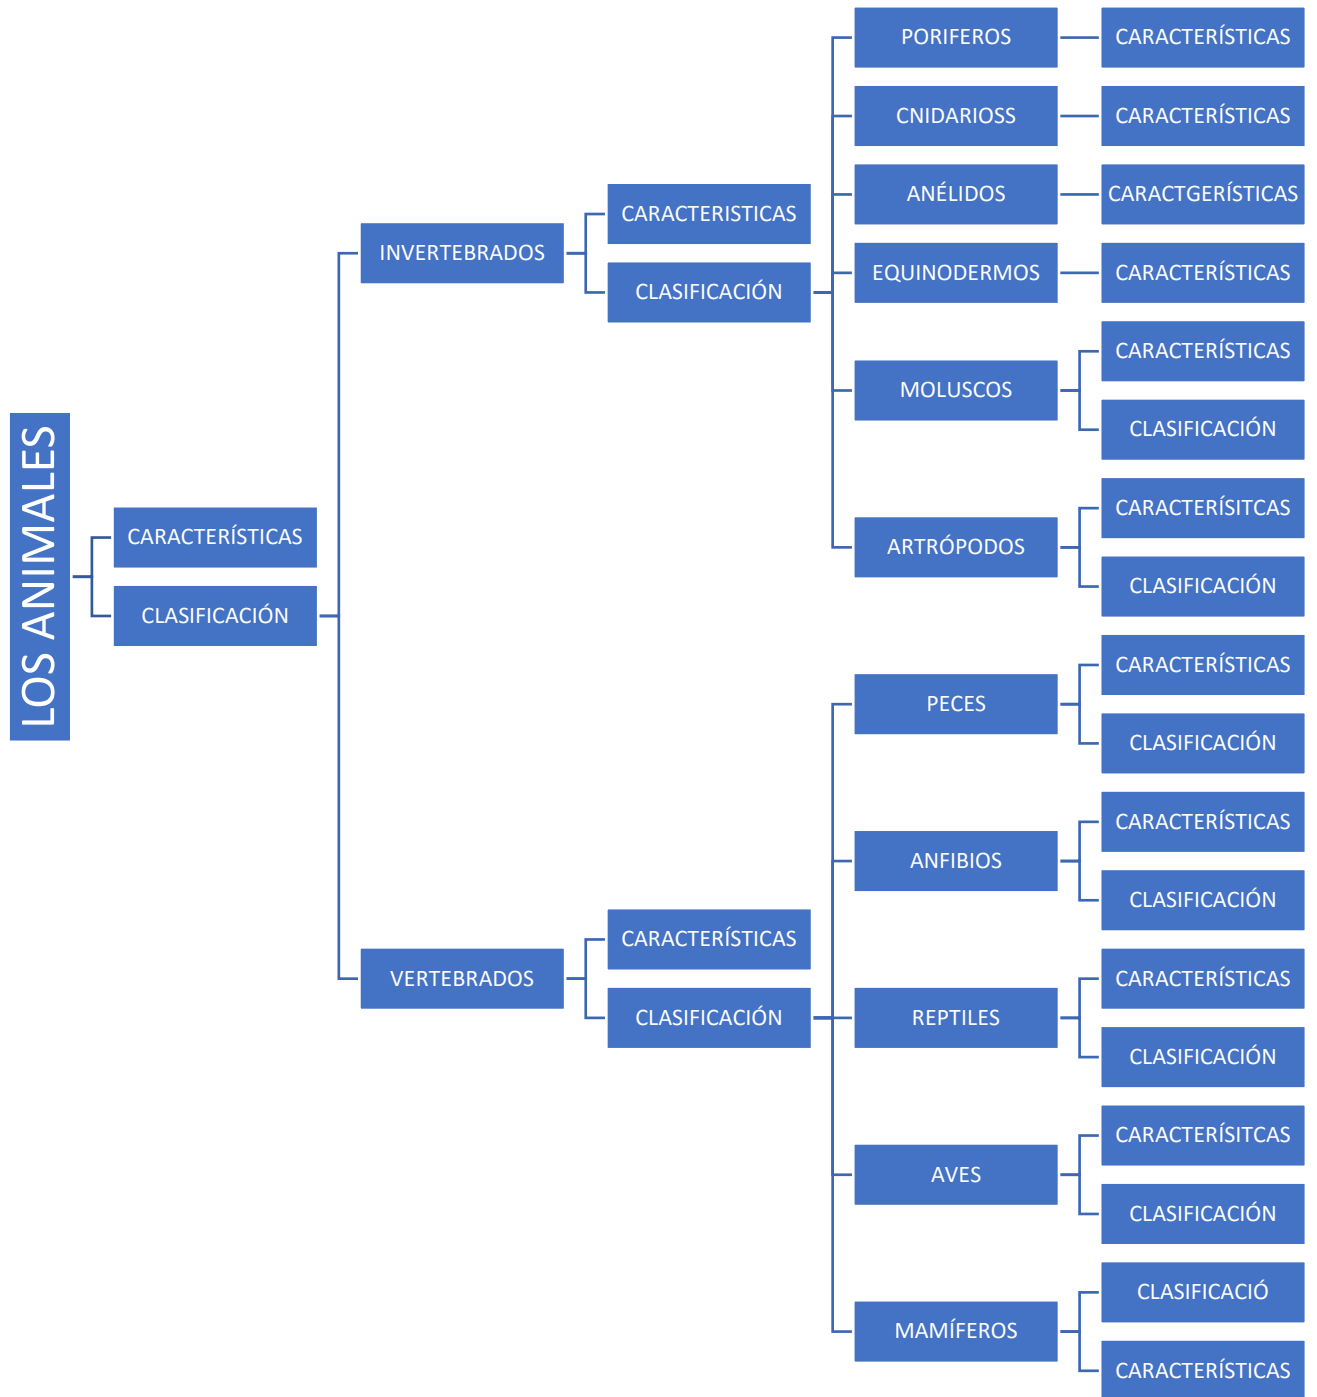 LOS ANIMALES
CARACTERÍSTICAS
CLASIFICACIÓN
INVERTEBRADOS
CARACTERISTICAS
CLASIFICACIÓN
PORIFEROS
CARACTERÍSTICAS
CNIDARIOSS
CARACTERÍSTICAS
ANÉLIDOS
CARACTGERÍSTICAS
EQUINODERMOS
CARACTERÍSTICAS
MOLUSCOS
CARACTERÍSTICAS
CLASIFICACIÓN
ARTRÓPODOS
CARACTERÍSITCAS
CLASIFICACIÓN
VERTEBRADOS
CARACTERÍSTICAS
CLASIFICACIÓN
PECES
CARACTERÍSTICAS
CLASIFICACIÓN
ANFIBIOS
CARACTERÍSTICAS
CLASIFICACIÓN
REPTILES
CARACTERÍSTICAS
CLASIFICACIÓN
AVES
CARACTERÍSITCAS
CLASIFICACIÓN
MAMÍFEROS
CLASIFICACIÓ
CARACTERÍSTICAS